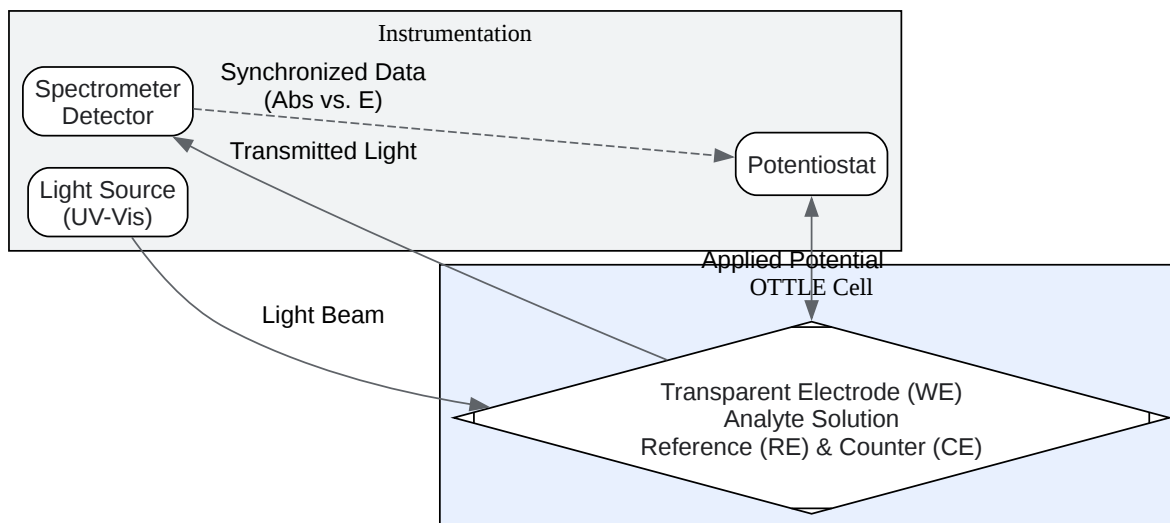 Instrumentation
Synchronized Data
(Abs vs. E)
Spectrometer
Detector
Transmitted Light
Potentiostat
Light Source
(UV-Vis)
Applied Potential
OTTLE Cell
Light Beam
Transparent Electrode (WE)
Analyte Solution
Reference (RE) & Counter (CE)